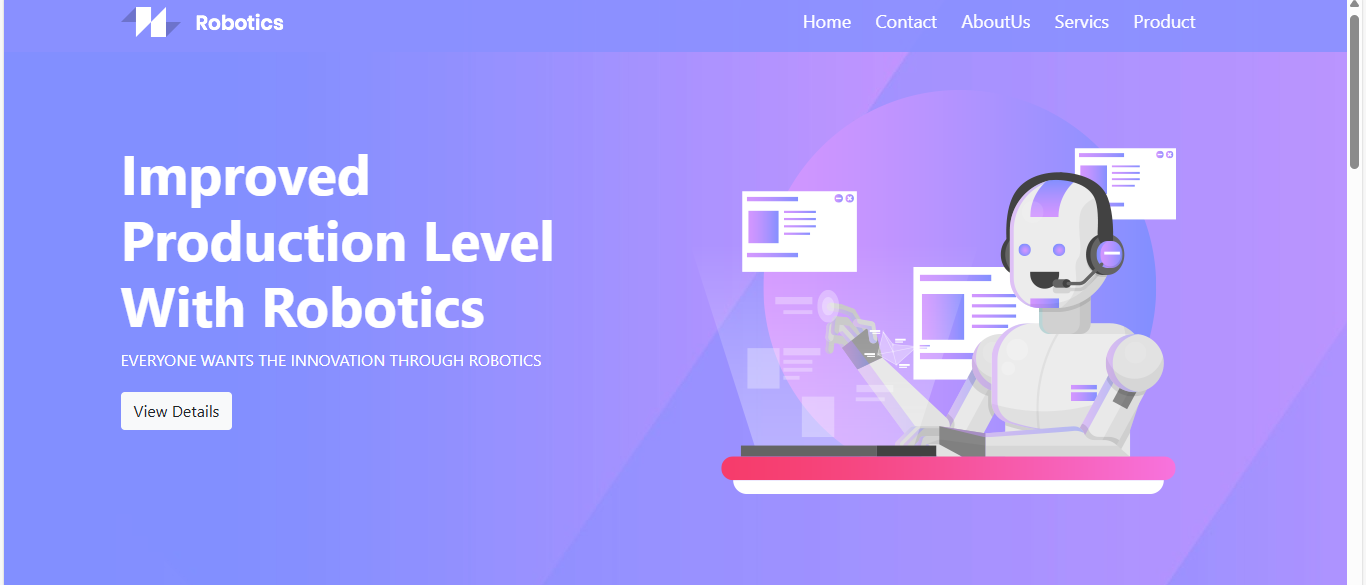 Robotics
Home Contact AboutUs Servics Product
Improved
Production Level
With Robotics
EVERYONE WANTS THE INNOVATION THROUGH ROBOTICS
View Details